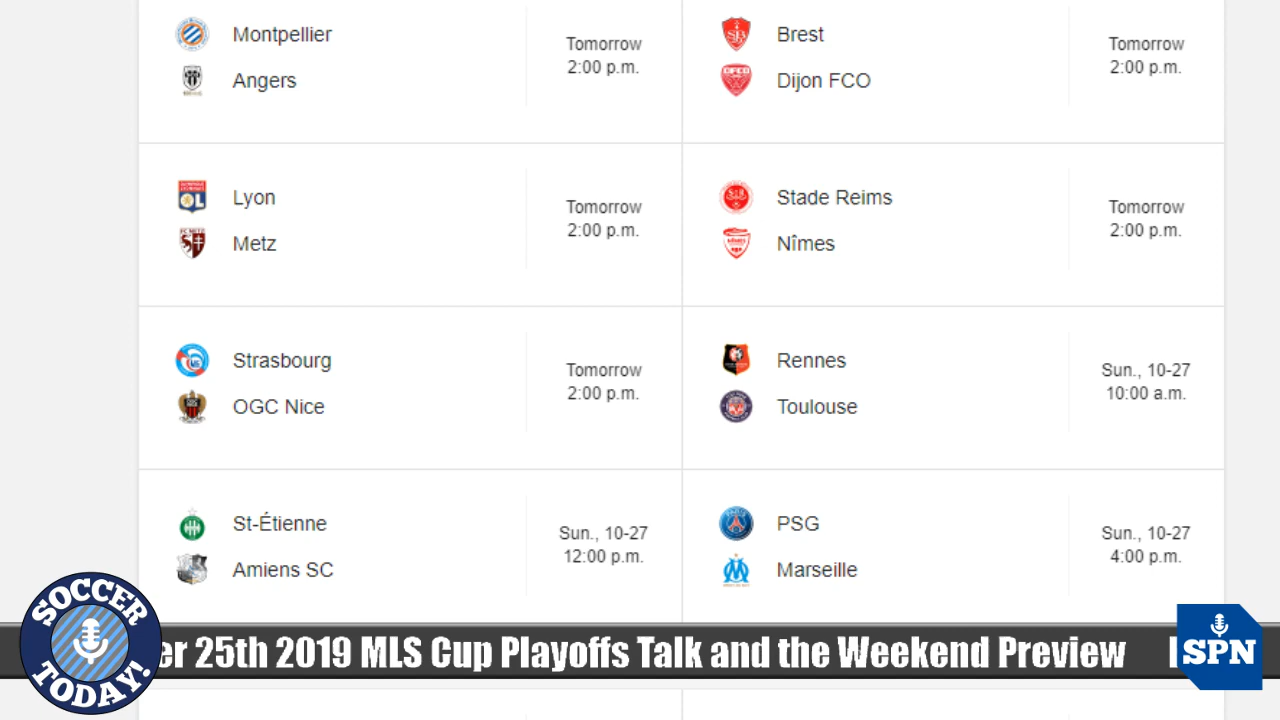 Montpellier
Angers
Tomorrow
2:00 p.m.
Brest
Dijon FCO
Tomorrow
2:00 p.m.
Lyon
Metz
Tomorrow
2:00 p.m.
Stade Reims
Nîmes
Tomorrow
2:00 p.m.
Strasbourg
OGC Nice
Tomorrow
2:00 p.m.
Rennes
Toulouse
Sun., 10-27
10:00 a.m.
St-Étienne
Amiens SC
Sun., 10-27
12:00 p.m.
PSG
Marseille
Sun., 10-27
4:00 p.m.
SOCCER
TODAY!
er 25th 2019 MLS Cup Playoffs Talk and the Weekend Preview
SPN